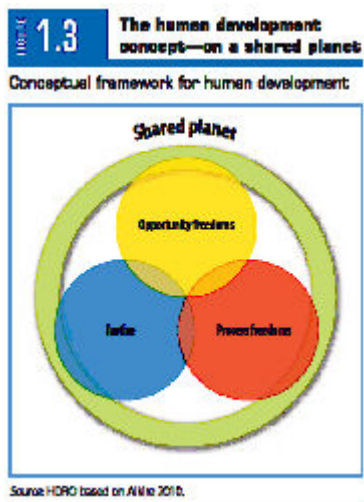 FIGURE
1.3
The human development
concept—on a shared planet
Conceptual framework for human development
Shared planet
Opportunity freedoms
Process freedoms
Source: HDRO based on Alkire 2010.